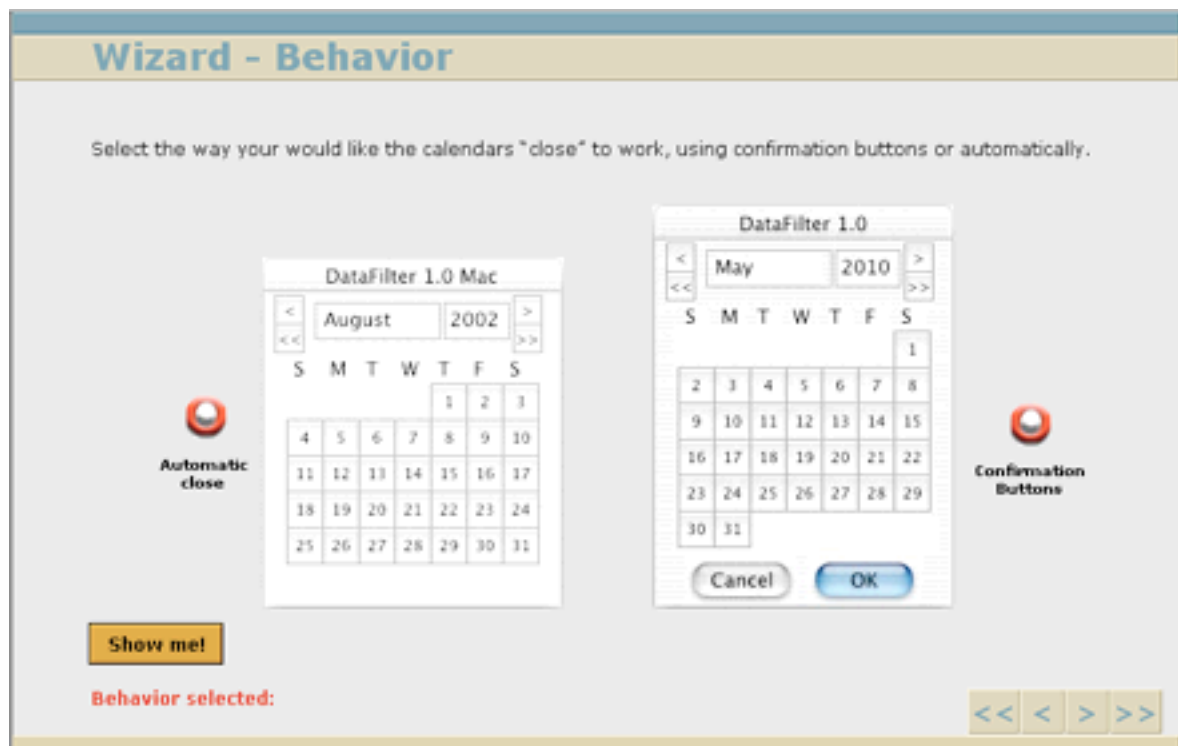 Wizard - Behavior
Select the way your would like the calendars "close" to work, using confirmation buttons or automatically.
DataFilter 1.0 Mac
< August 2002 >
<< >>
S M T W T F S
1 2 3
4 5 6 7 8 9 10
11 12 13 14 15 16 17
18 19 20 21 22 23 24
25 26 27 28 29 30 31
Automatic
close
DataFilter 1.0
< May 2010 >
<< >>
S M T W T F S
1
2 3 4 5 6 7 8
9 10 11 12 13 14 15
16 17 18 19 20 21 22
23 24 25 26 27 28 29
30 31
Cancel OK
Confirmation
Buttons
Show me!
Behavior selected:
<< < > >>